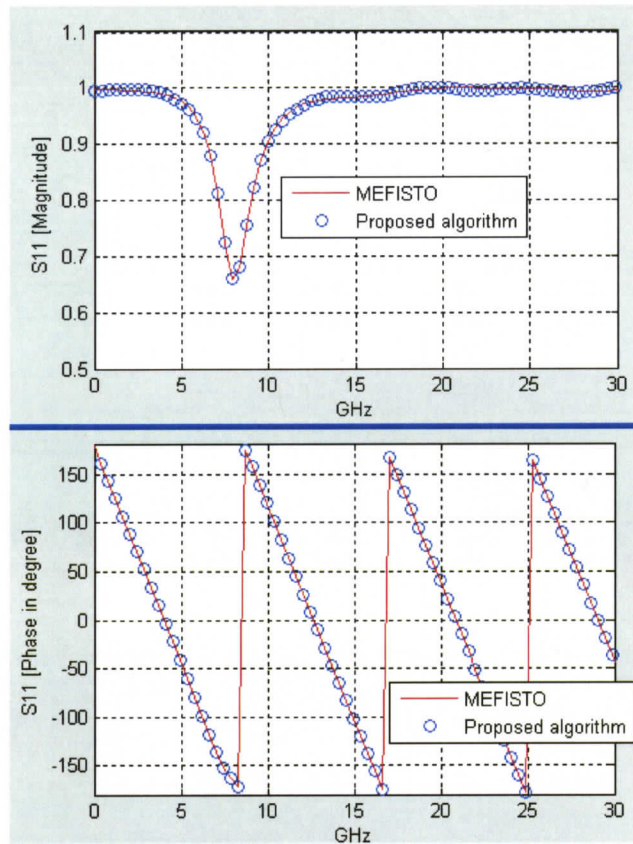 1.1
1
0.9
0.8
0.7
0.6
0.5
S11 [Magnitude]
MEFISTO
Proposed algorithm
0 5 10 15 20 25 30
GHz
150
100
50
0
-50
-100
-150
S11 [Phase in degree]
MEFISTO
Proposed algorithm
0 5 10 15 20 25 30
GHz